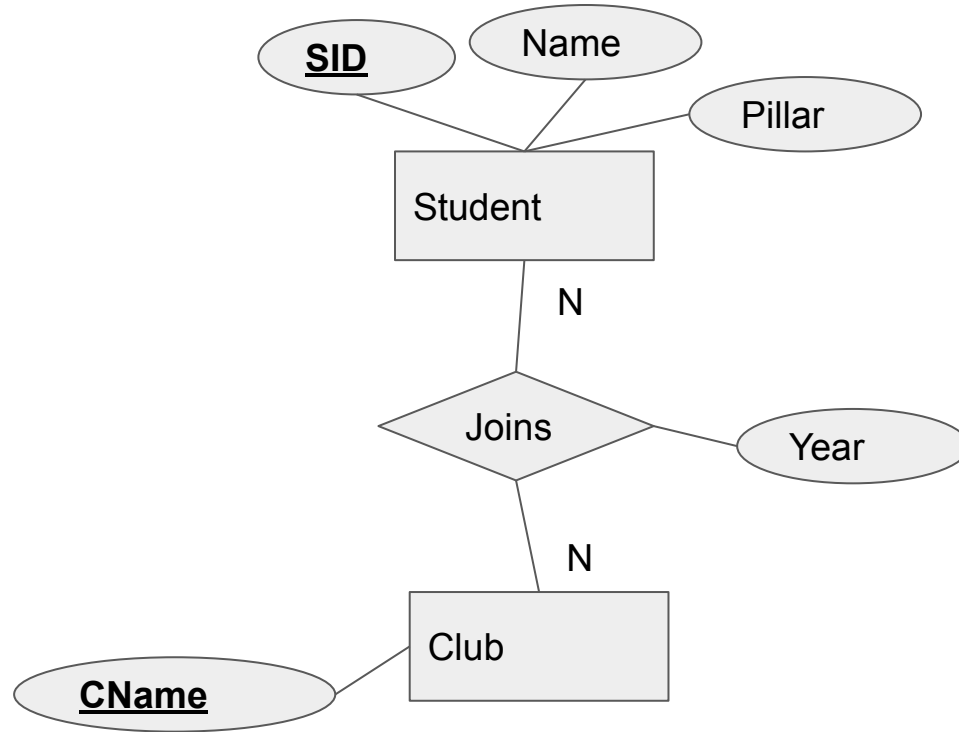 SID
Name
Pillar
Student
N
Joins
Year
N
Club
CName